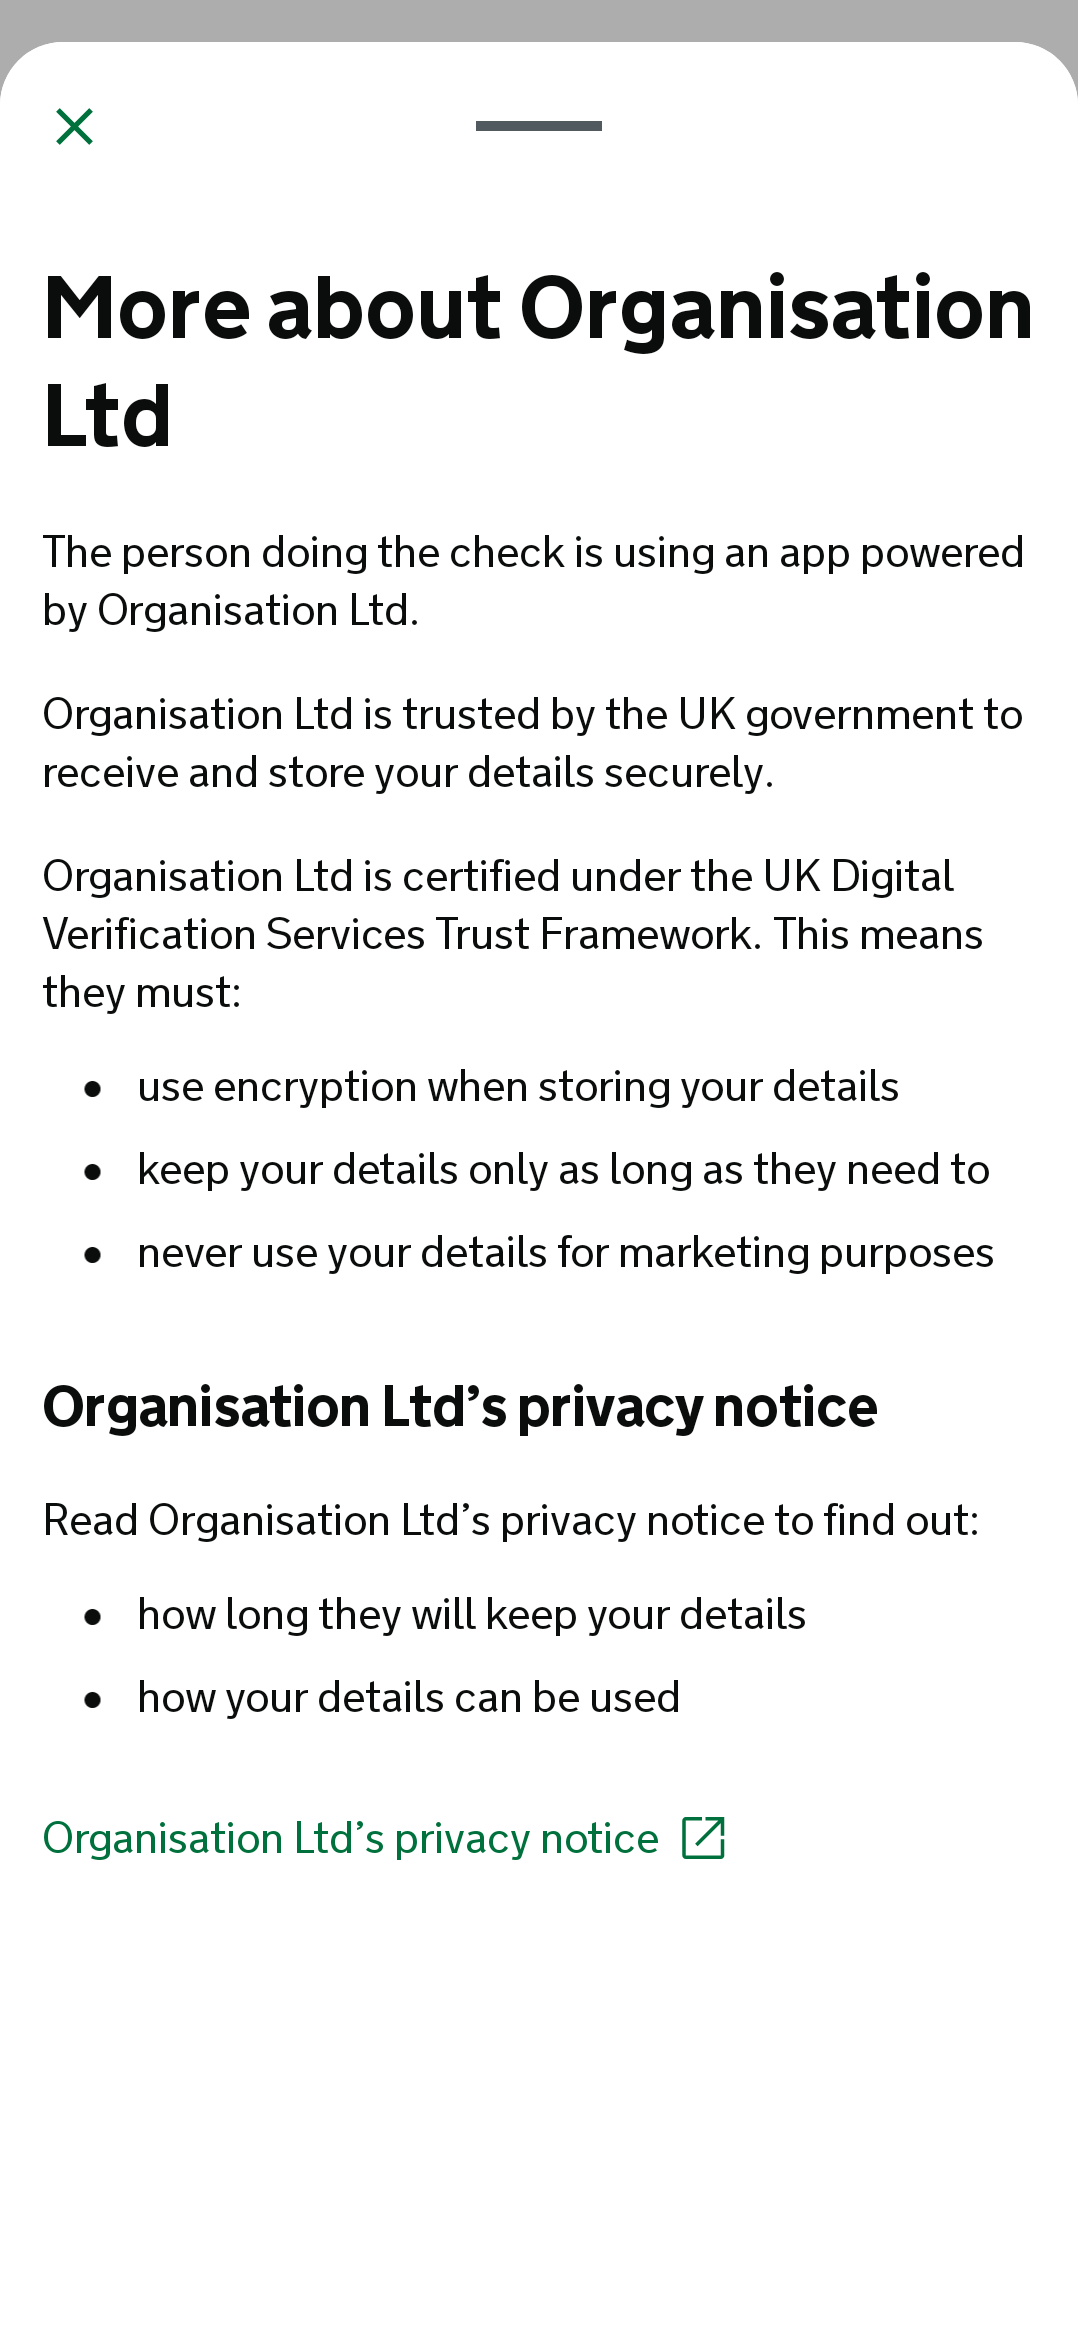 More about Organisation
Ltd
The person doing the check is using an app powered
by Organisation Ltd.
Organisation Ltd is trusted by the UK government to
receive and store your details securely.
Organisation Ltd is certified under the UK Digital
Verification Services Trust Framework. This means
they must:
• use encryption when storing your details
• keep your details only as long as they need to
• never use your details for marketing purposes
Organisation Ltd’s privacy notice
Read Organisation Ltd’s privacy notice to find out:
• how long they will keep your details
• how your details can be used
Organisation Ltd’s privacy notice